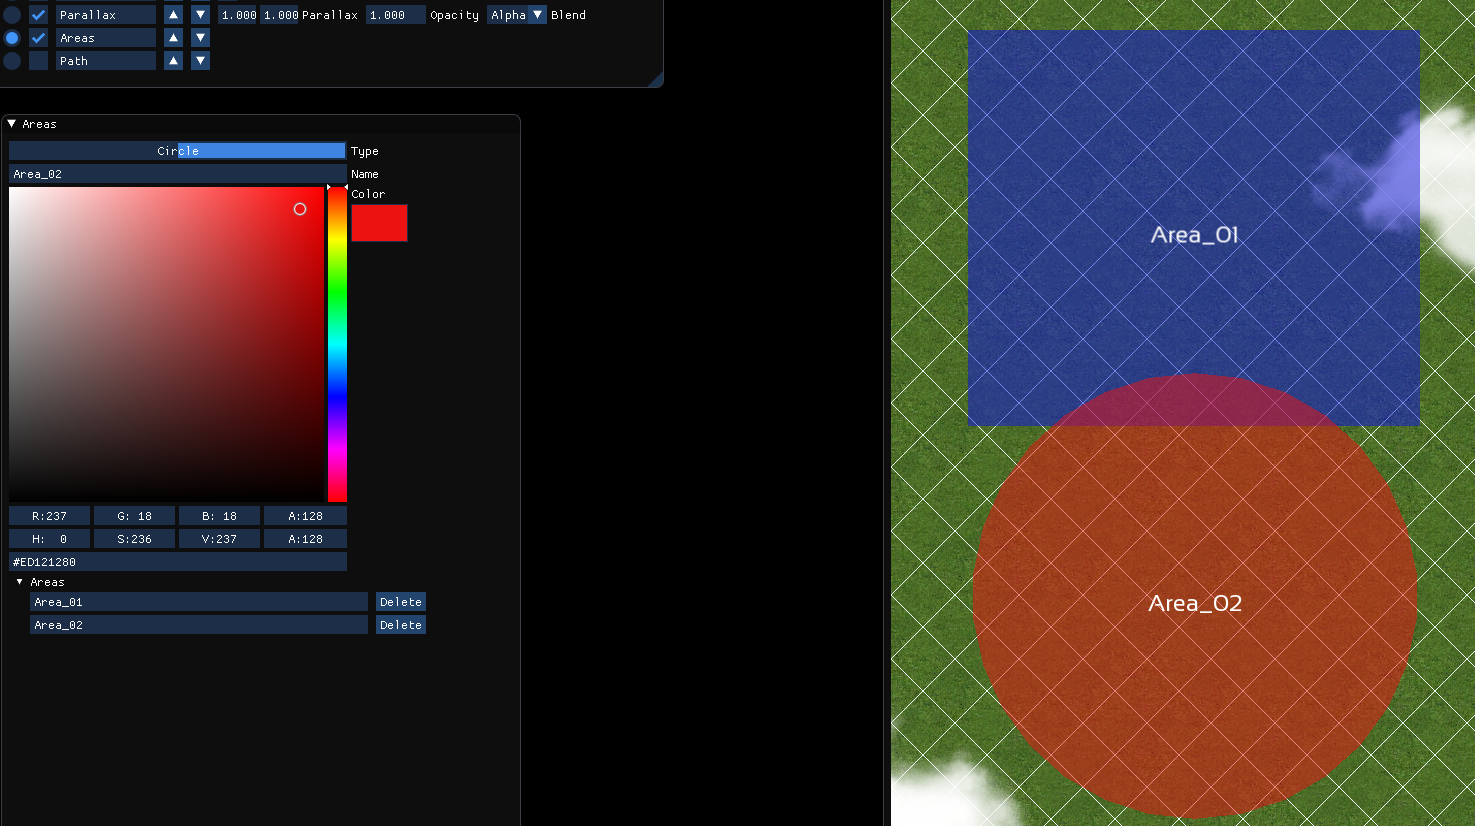 Parallax 1.000 1.000 Parallax 1.000 Opacity Alpha Blend
Areas
Path
Areas
Circle Type
Area_02 Name
Color
R:237 G: 18 B: 18 A:128
H: 0 S:236 V:237 A:128
#ED121280
Areas
Area_01 Delete
Area_02 Delete
Area_01
Area_02